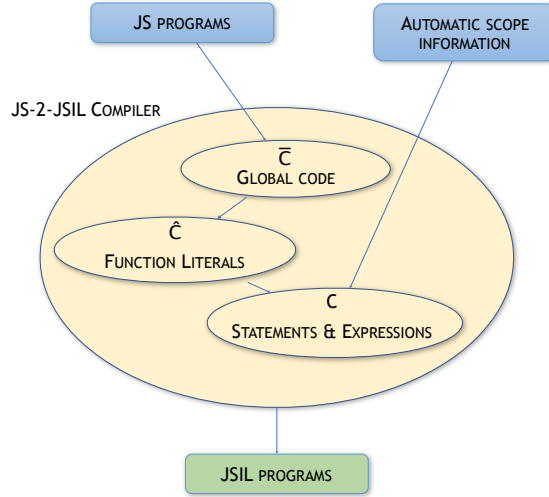 JS PROGRAMS
AUTOMATIC SCOPE
INFORMATION
JS-2-JSIL COMPILER
C̅
GLOBAL CODE
Ĉ
FUNCTION LITERALS
C
STATEMENTS & EXPRESSIONS
JSIL PROGRAMS